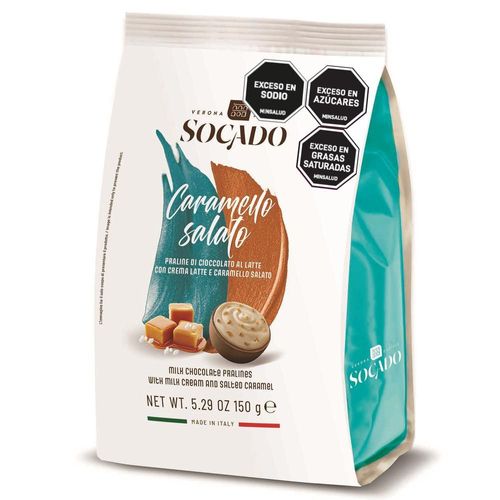 VERONA
SOCADO
EXCESO EN
SODIO
MINSALUD
EXCESO EN
AZÚCARES
MINSALUD
EXCESO EN
GRASAS
SATURADAS
MINSALUD
Caramello
salato
PRALINE DI CIOCCOLATO AL LATTE
CON CREMA LATTE E CARAMELLO SALATO
MILK CHOCOLATE PRALINES
WITH MILK CREAM AND SALTED CARAMEL
NET WT. 5.29 OZ 150 g ℮
MADE IN ITALY
SOCADO